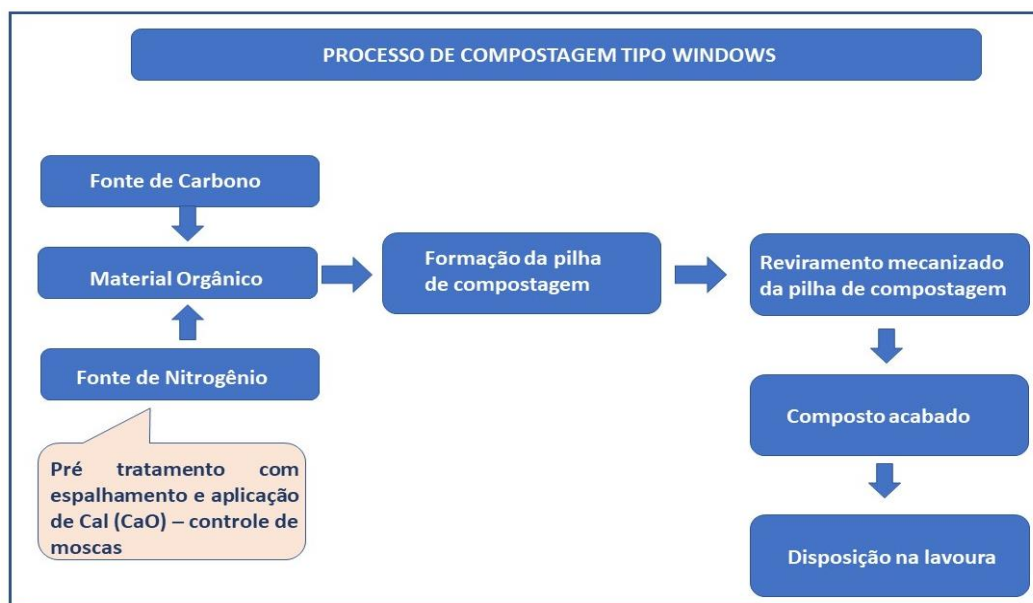 PROCESSO DE COMPOSTAGEM TIPO WINDOWS
Fonte de Carbono
Material Orgânico
Fonte de Nitrogênio
Pré tratamento com
espalhamento e aplicação
de Cal (CaO) – controle de
moscas
Formação da pilha
de compostagem
Reviramento mecanizado
da pilha de compostagem
Composto acabado
Disposição na lavoura